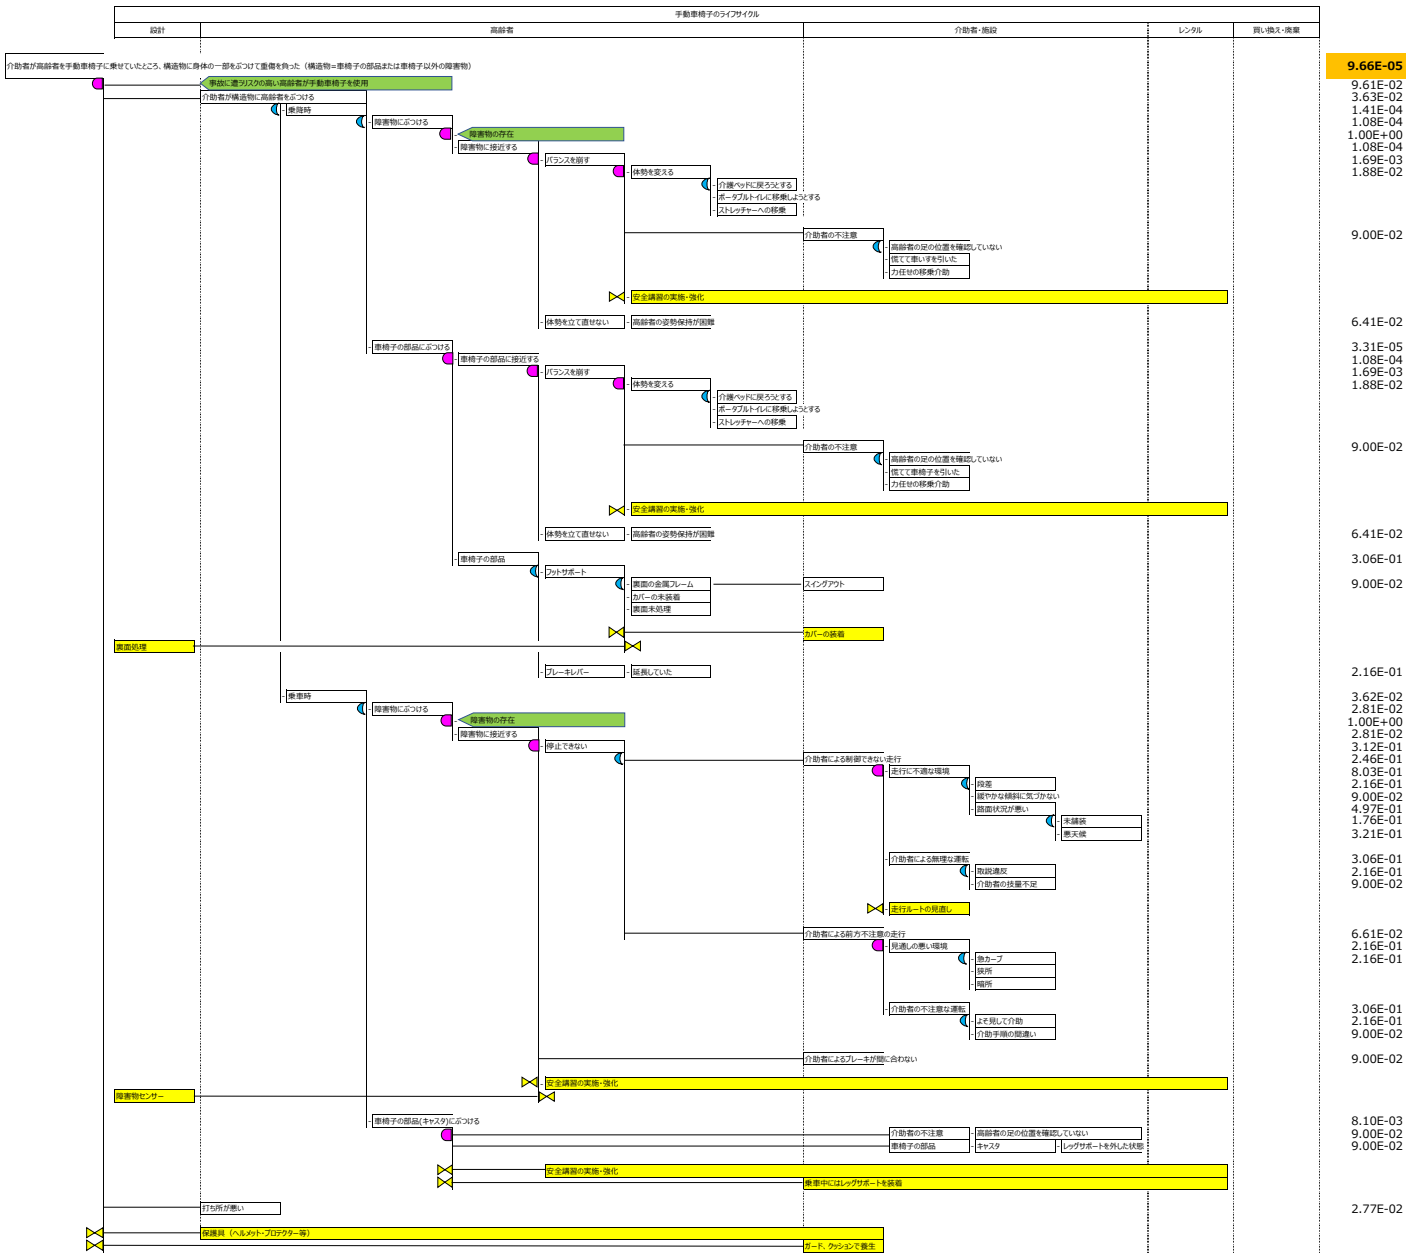 手動車椅子のライフサイクル
設計 高齢者 介助者・施設 レンタル 買い換え・廃棄
介助者が高齢者を手動車椅子に乗せていたところ、構造物に身体の一部をぶつけて重傷を負った（構造物=車椅子の部品または車椅子以外の障害物） 9.66E-05
事故に遭うリスクの高い高齢者が手動車椅子を使用 9.61E-02
介助者が構造物に高齢者をぶつける 3.63E-02
乗降時 1.41E-04
障害物にぶつける 1.08E-04
障害物の存在 1.00E+00
障害物に接近する 1.08E-04
バランスを崩す 1.69E-03
体勢を変える 1.88E-02
介護ベッドに戻ろうとする
ポータブルトイレに移乗しようとする
ストレッチャーへの移乗
介助者の不注意 9.00E-02
高齢者の足の位置を確認していない
慌てて車いすを引いた
力任せの移乗介助
安全講習の実施・強化
体勢を立て直せない 高齢者の姿勢保持が困難 6.41E-02
車椅子の部品にぶつける 3.31E-05
車椅子の部品に接近する 1.08E-04
バランスを崩す 1.69E-03
体勢を変える 1.88E-02
介護ベッドに戻ろうとする
ポータブルトイレに移乗しようとする
ストレッチャーへの移乗
介助者の不注意 9.00E-02
高齢者の足の位置を確認していない
慌てて車椅子を引いた
力任せの移乗介助
安全講習の実施・強化
体勢を立て直せない 高齢者の姿勢保持が困難 6.41E-02
車椅子の部品 3.06E-01
フットサポート
裏面の金属フレーム スイングアウト 9.00E-02
カバーの未装着
裏面未処理
カバーの装着
裏面処理
ブレーキレバー 延長していた 2.16E-01
乗車時 3.62E-02
障害物にぶつける 2.81E-02
障害物の存在 1.00E+00
障害物に接近する 2.81E-02
停止できない 3.12E-01
介助者による制御できない走行 2.46E-01
走行に不適な環境 8.03E-01
段差 2.16E-01
緩やかな傾斜に気づかない 9.00E-02
路面状況が悪い 4.97E-01
未舗装 1.76E-01
悪天候 3.21E-01
介助者による無理な運転 3.06E-01
取説違反 2.16E-01
介助者の技量不足 9.00E-02
走行ルートの見直し
介助者による前方不注意の走行 6.61E-02
見通しの悪い環境 2.16E-01
急カーブ 2.16E-01
狭所
暗所
介助者の不注意な運転 3.06E-01
よそ見して介助 2.16E-01
介助手順の間違い 9.00E-02
介助者によるブレーキが間に合わない 9.00E-02
安全講習の実施・強化
障害物センサー
車椅子の部品(キャスタ)にぶつける 8.10E-03
介助者の不注意 高齢者の足の位置を確認していない 9.00E-02
車椅子の部品 キャスタ レッグサポートを外した状態 9.00E-02
安全講習の実施・強化
乗車中にはレッグサポートを装着
打ち所が悪い 2.77E-02
保護具（ヘルメット・プロテクター等）
ガード、クッションで養生